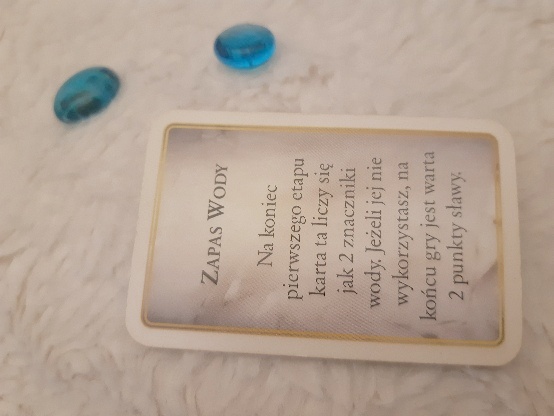 ZAPAS WODY
Na koniec
pierwszego etapu
karta ta liczy się
jak 2 znaczniki
wody. Jeżeli jej nie
wykorzystasz, na
końcu gry jest warta
2 punkty sławy.